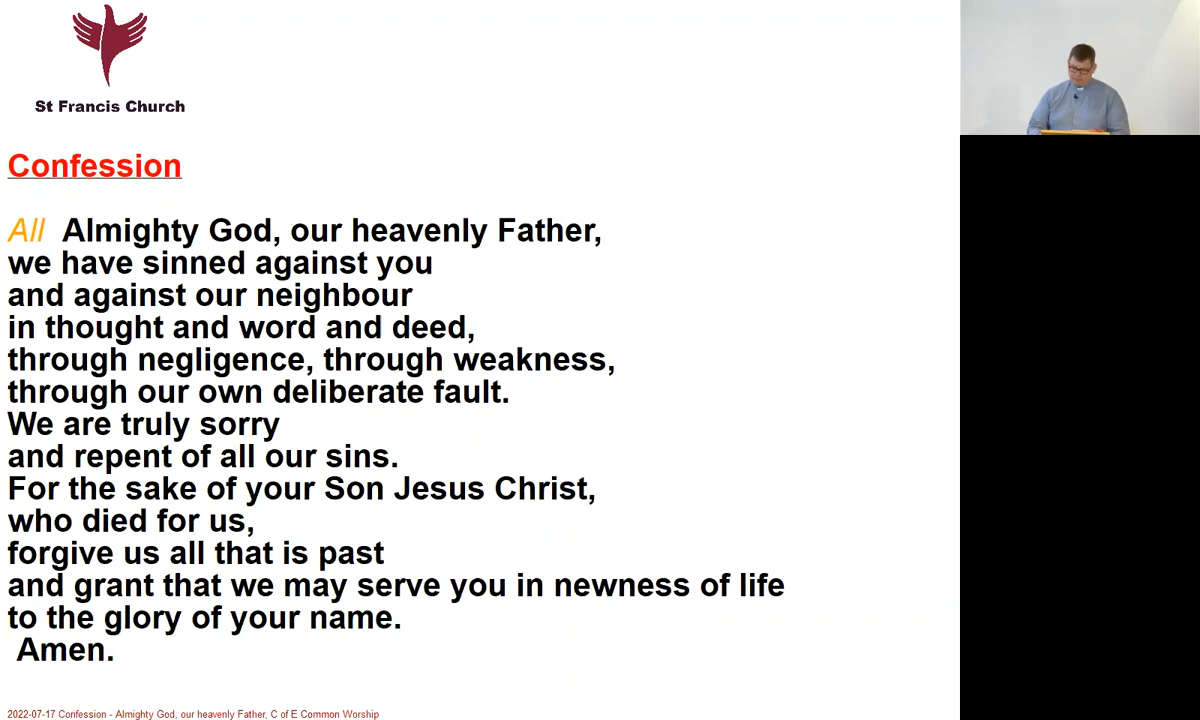 St Francis Church
Confession
All Almighty God, our heavenly Father,
we have sinned against you
and against our neighbour
in thought and word and deed,
through negligence, through weakness,
through our own deliberate fault.
We are truly sorry
and repent of all our sins.
For the sake of your Son Jesus Christ,
who died for us,
forgive us all that is past
and grant that we may serve you in newness of life
to the glory of your name.
Amen.
2022-07-17 Confession - Almighty God, our heavenly Father, C of E Common Worship